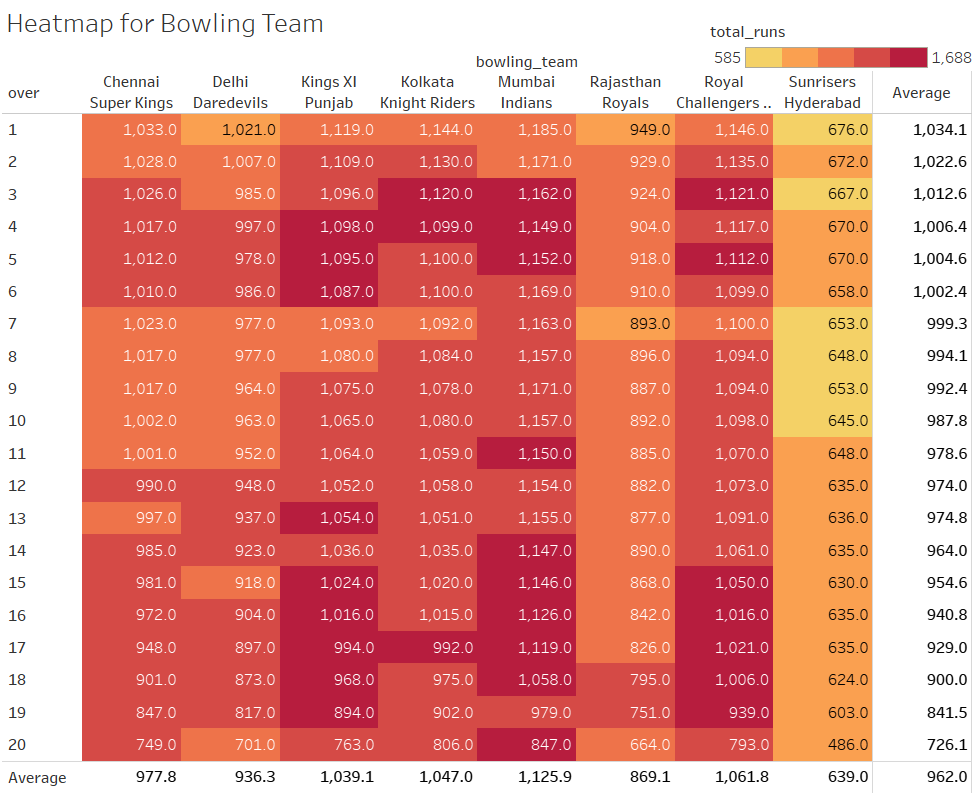 Heatmap for Bowling Team
total_runs
585 1,688
bowling_team
over Chennai Super Kings Delhi Daredevils Kings XI Punjab Kolkata Knight Riders Mumbai Indians Rajasthan Royals Royal Challengers .. Sunrisers Hyderabad Average
1 1,033.0 1,021.0 1,119.0 1,144.0 1,185.0 949.0 1,146.0 676.0 1,034.1
2 1,028.0 1,007.0 1,109.0 1,130.0 1,171.0 929.0 1,135.0 672.0 1,022.6
3 1,026.0 985.0 1,096.0 1,120.0 1,162.0 924.0 1,121.0 667.0 1,012.6
4 1,017.0 997.0 1,098.0 1,099.0 1,149.0 904.0 1,117.0 670.0 1,006.4
5 1,012.0 978.0 1,095.0 1,100.0 1,152.0 918.0 1,112.0 670.0 1,004.6
6 1,010.0 986.0 1,087.0 1,100.0 1,169.0 910.0 1,099.0 658.0 1,002.4
7 1,023.0 977.0 1,093.0 1,092.0 1,163.0 893.0 1,100.0 653.0 999.3
8 1,017.0 977.0 1,080.0 1,084.0 1,157.0 896.0 1,094.0 648.0 994.1
9 1,017.0 964.0 1,075.0 1,078.0 1,171.0 887.0 1,094.0 653.0 992.4
10 1,002.0 963.0 1,065.0 1,080.0 1,157.0 892.0 1,098.0 645.0 987.8
11 1,001.0 952.0 1,064.0 1,059.0 1,150.0 885.0 1,070.0 648.0 978.6
12 990.0 948.0 1,052.0 1,058.0 1,154.0 882.0 1,073.0 635.0 974.0
13 997.0 937.0 1,054.0 1,051.0 1,155.0 877.0 1,091.0 636.0 974.8
14 985.0 923.0 1,036.0 1,035.0 1,147.0 890.0 1,061.0 635.0 964.0
15 981.0 918.0 1,024.0 1,020.0 1,146.0 868.0 1,050.0 630.0 954.6
16 972.0 904.0 1,016.0 1,015.0 1,126.0 842.0 1,016.0 635.0 940.8
17 948.0 897.0 994.0 992.0 1,119.0 826.0 1,021.0 635.0 929.0
18 901.0 873.0 968.0 975.0 1,058.0 795.0 1,006.0 624.0 900.0
19 847.0 817.0 894.0 902.0 979.0 751.0 939.0 603.0 841.5
20 749.0 701.0 763.0 806.0 847.0 664.0 793.0 486.0 726.1
Average 977.8 936.3 1,039.1 1,047.0 1,125.9 869.1 1,061.8 639.0 962.0